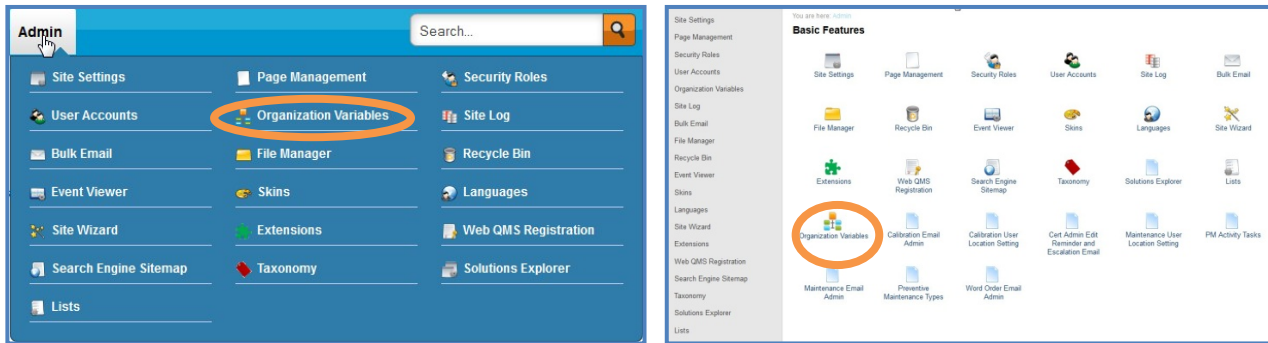 Admin
Search...
Site Settings
Page Management
Security Roles
User Accounts
Organization Variables
Site Log
Bulk Email
File Manager
Recycle Bin
Event Viewer
Skins
Languages
Site Wizard
Extensions
Web QMS Registration
Search Engine Sitemap
Taxonomy
Solutions Explorer
Lists
Site Settings
Page Management
Security Roles
User Accounts
Organization Variables
Site Log
Bulk Email
File Manager
Recycle Bin
Event Viewer
Skins
Languages
Site Wizard
Extensions
Web QMS Registration
Search Engine Sitemap
Taxonomy
Solutions Explorer
Lists
You are here: Admin
Basic Features
Site Settings
Page Management
Security Roles
User Accounts
Site Log
Bulk Email
File Manager
Recycle Bin
Event Viewer
Skins
Languages
Site Wizard
Extensions
Web QMS
Registration
Search Engine
Sitemap
Taxonomy
Solutions Explorer
Lists
Organization Variables
Calibration Email
Admin
Calibration User
Location Setting
Cert Admin Edit
Reminder and
Escalation Email
Maintenance User
Location Setting
PM Activity Tasks
Maintenance Email
Admin
Preventive
Maintenance Types
Word Order Email
Admin